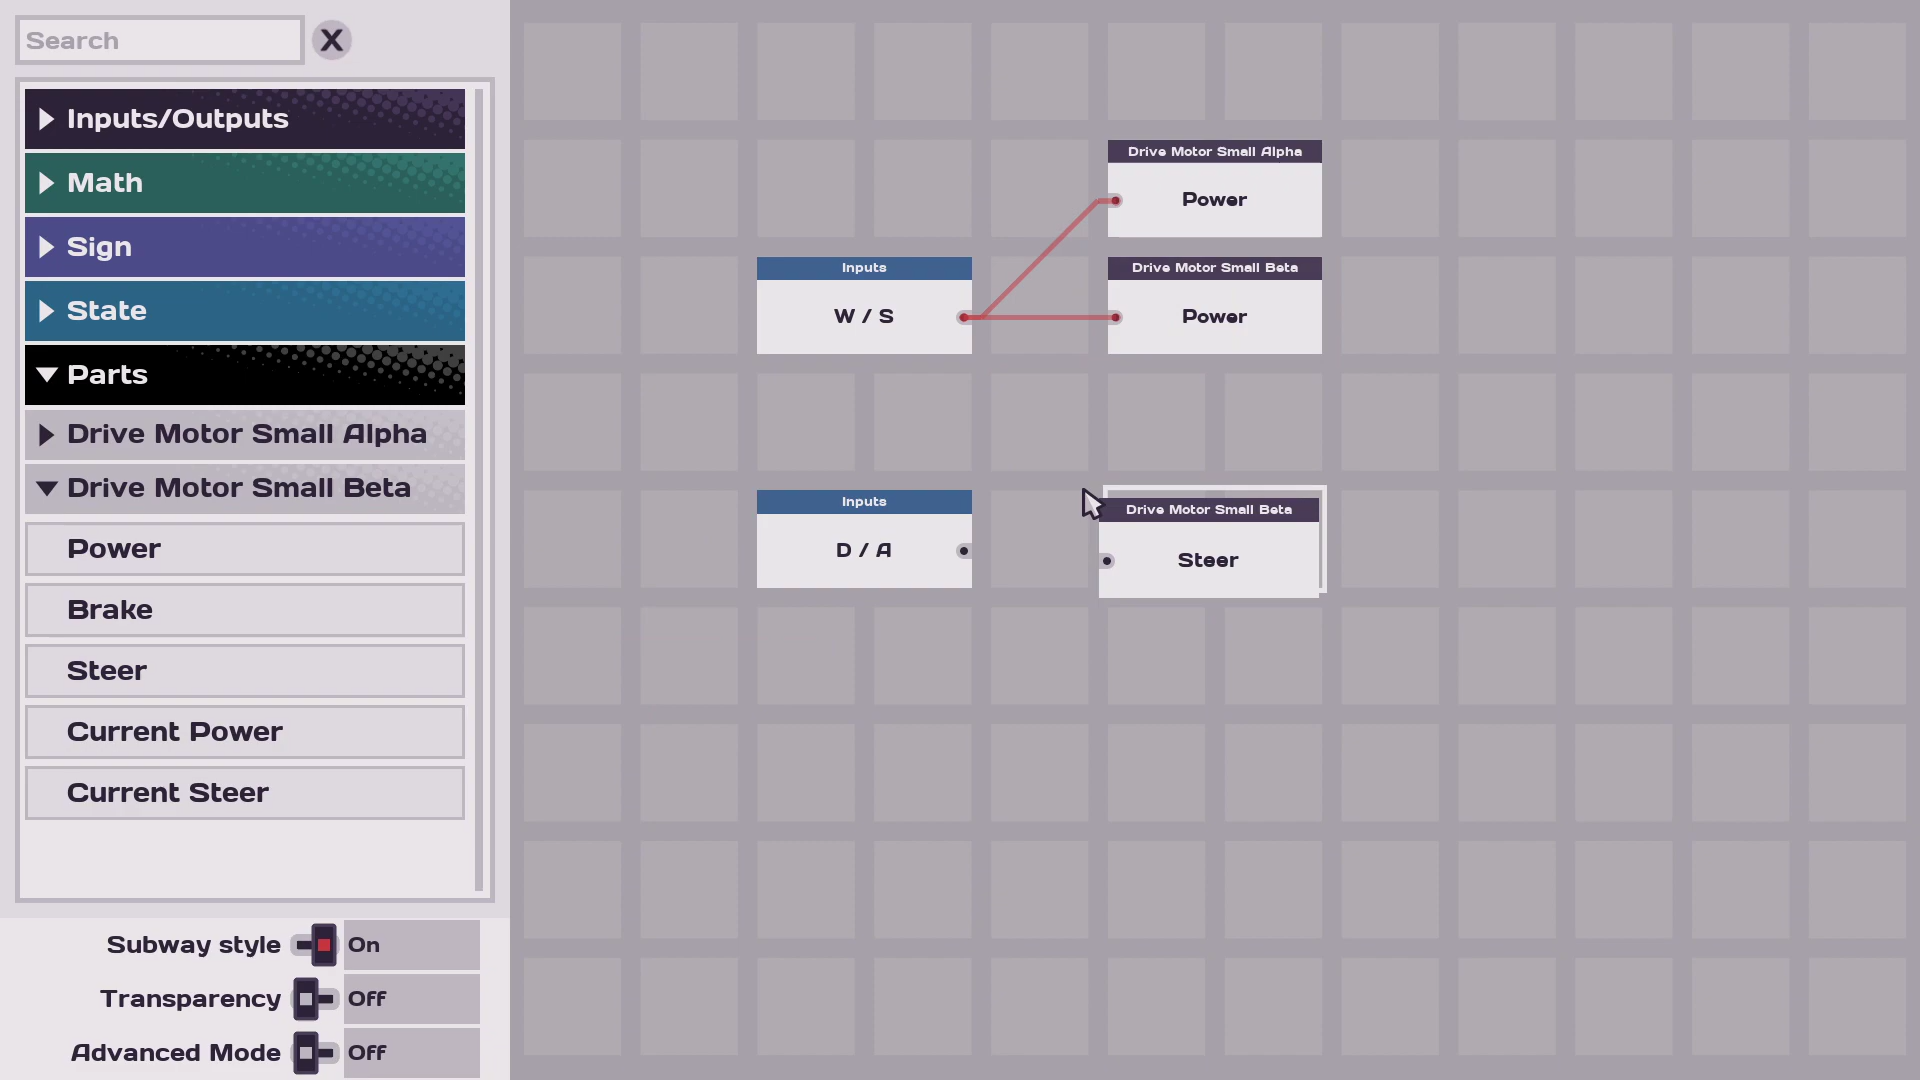 Search
X
Inputs/Outputs
Math
Sign
State
Parts
Drive Motor Small Alpha
Drive Motor Small Beta
Power
Brake
Steer
Current Power
Current Steer
Subway style On
Transparency Off
Advanced Mode Off
Drive Motor Small Alpha
Power
Inputs
W / S
Drive Motor Small Beta
Power
Inputs
D / A
Drive Motor Small Beta
Steer